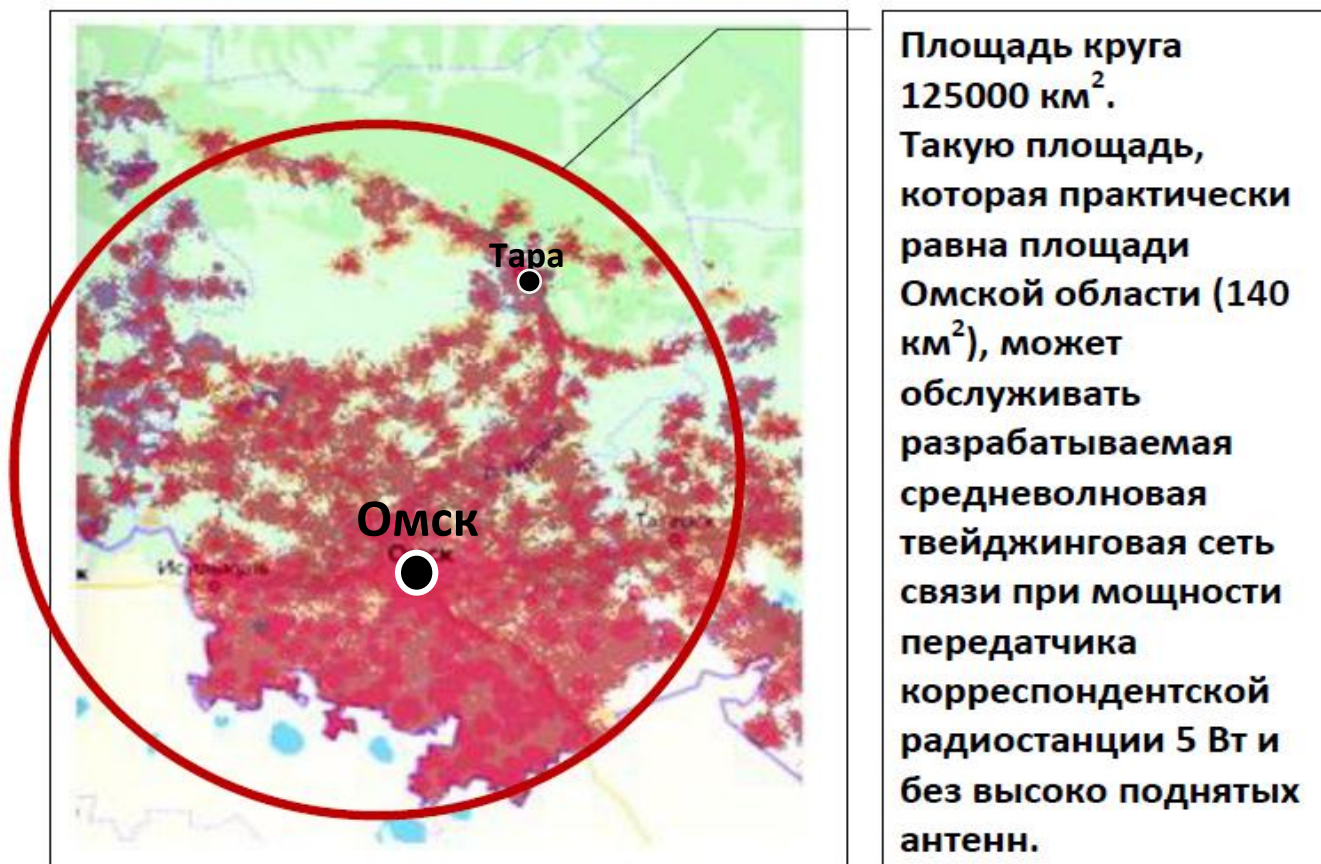 Площадь круга
125000 км².
Такую площадь,
которая практически
равна площади
Омской области (140
км²), может
обслуживать
разрабатываемая
средневолновая
твейджинговая сеть
связи при мощности
передатчика
корреспондентской
радиостанции 5 Вт и
без высоко поднятых
антенн.
Тара
Омск